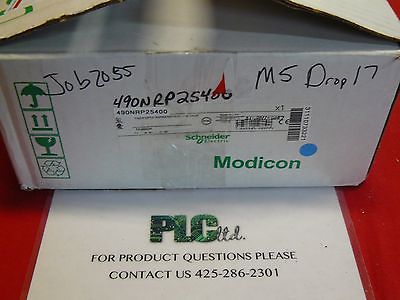 Job 2055
490NRP25400
M5 Drop 17
490NRP25400
x1
Schneider
Electric
Modicon
PLC ltd.
FOR PRODUCT QUESTIONS PLEASE
CONTACT US 425-286-2301